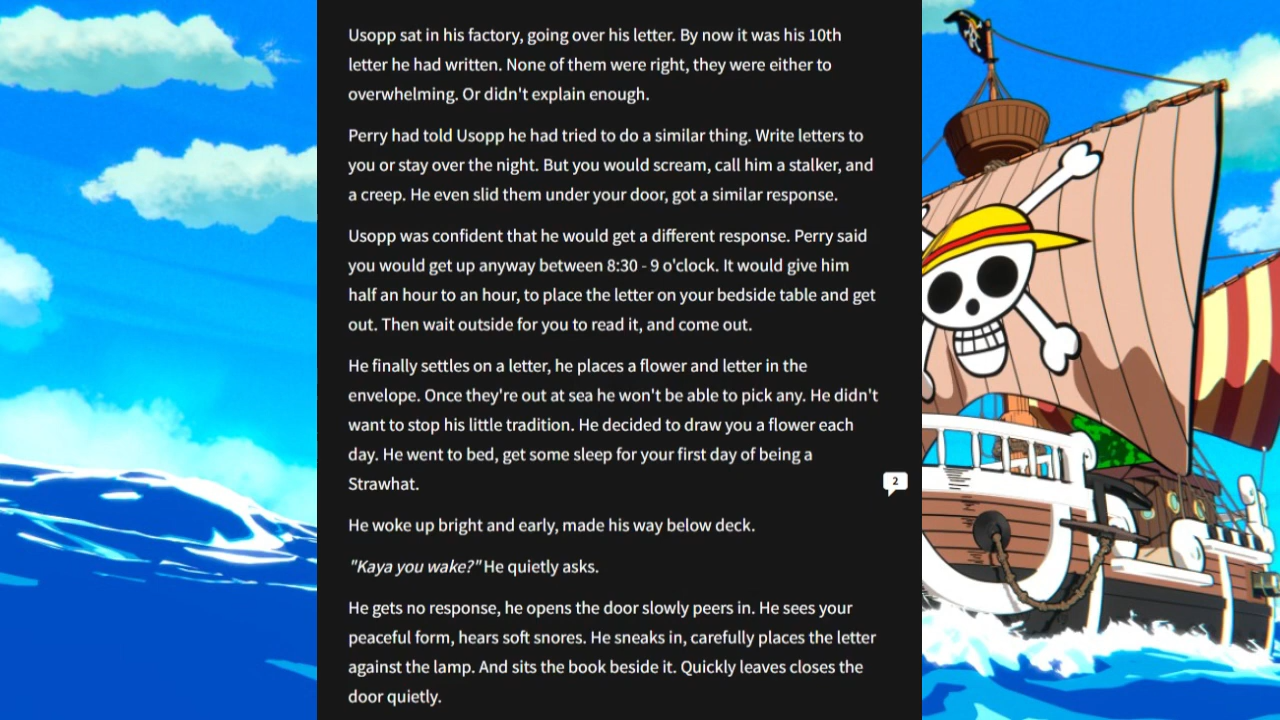 Usopp sat in his factory, going over his letter. By now it was his 10th
letter he had written. None of them were right, they were either to
overwhelming. Or didn't explain enough.
Perry had told Usopp he had tried to do a similar thing. Write letters to
you or stay over the night. But you would scream, call him a stalker, and
a creep. He even slid them under your door, got a similar response.
Usopp was confident that he would get a different response. Perry said
you would get up anyway between 8:30 - 9 o'clock. It would give him
half an hour to an hour, to place the letter on your bedside table and get
out. Then wait outside for you to read it, and come out.
He finally settles on a letter, he places a flower and letter in the
envelope. Once they're out at sea he won't be able to pick any. He didn't
want to stop his little tradition. He decided to draw you a flower each
day. He went to bed, get some sleep for your first day of being a
Strawhat.
2
He woke up bright and early, made his way below deck.
"Kaya you wake?" He quietly asks.
He gets no response, he opens the door slowly peers in. He sees your
peaceful form, hears soft snores. He sneaks in, carefully places the letter
against the lamp. And sits the book beside it. Quickly leaves closes the
door quietly.